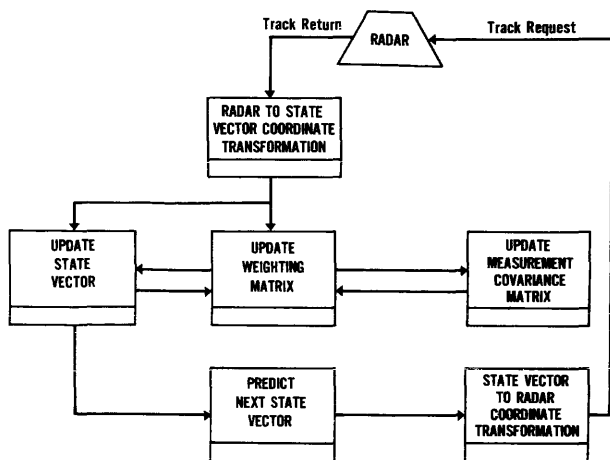 Track Return
RADAR
Track Request
RADAR TO STATE
VECTOR COORDINATE
TRANSFORMATION
UPDATE
STATE
VECTOR
UPDATE
WEIGHTING
MATRIX
UPDATE
MEASUREMENT
COVARIANCE
MATRIX
PREDICT
NEXT STATE
VECTOR
STATE VECTOR
TO RADAR
COORDINATE
TRANSFORMATION